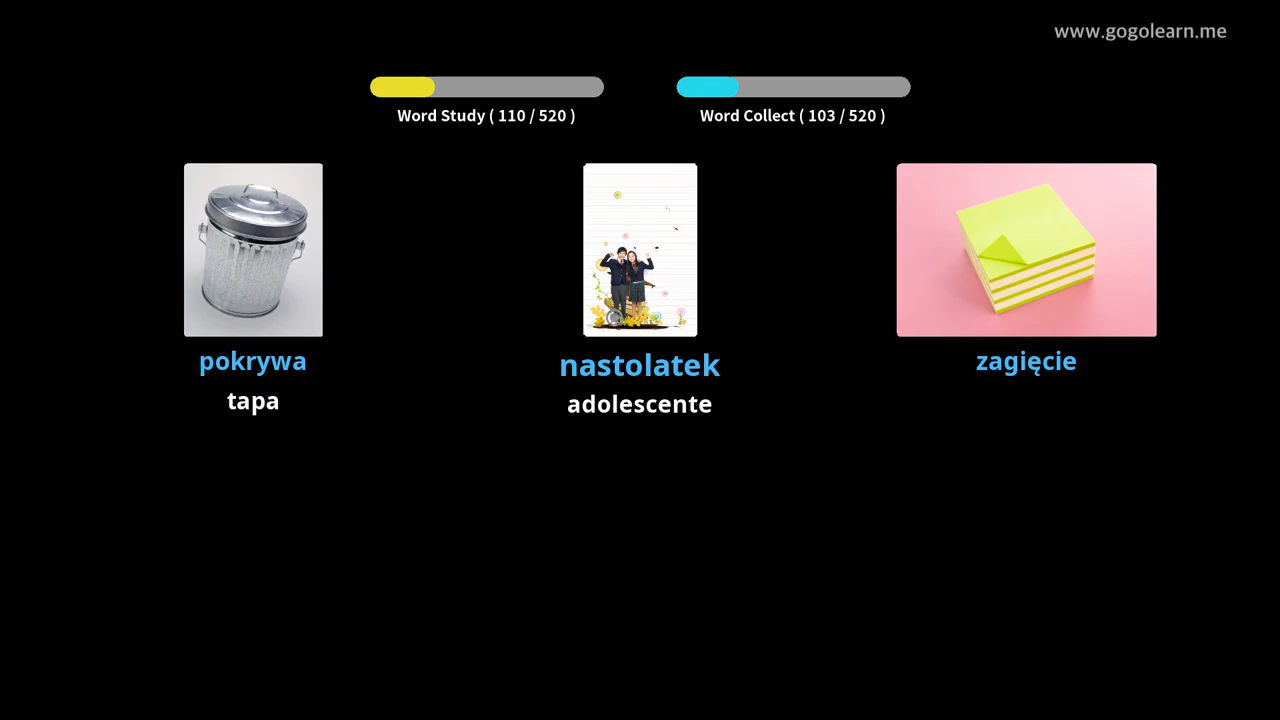 www.gogolearn.me
Word Study ( 110 / 520 )
Word Collect ( 103 / 520 )
pokrywa
nastolatek
zagięcie
tapa
adolescente